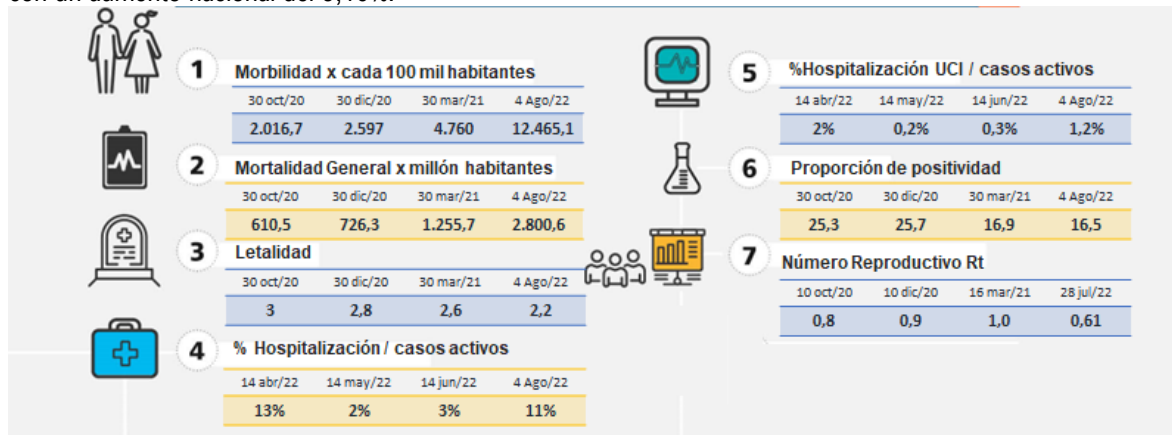 1
Morbilidad x cada 100 mil habitantes
30 oct/20 30 dic/20 30 mar/21 4 Ago/22
2.016,7 2.597 4.760 12.465,1
2
Mortalidad General x millón habitantes
30 oct/20 30 dic/20 30 mar/21 4 Ago/22
610,5 726,3 1.255,7 2.800,6
3
Letalidad
30 oct/20 30 dic/20 30 mar/21 4 Ago/22
3 2,8 2,6 2,2
4
% Hospitalización / casos activos
14 abr/22 14 may/22 14 jun/22 4 Ago/22
13% 2% 3% 11%
5
%Hospitalización UCI / casos activos
14 abr/22 14 may/22 14 jun/22 4 Ago/22
2% 0,2% 0,3% 1,2%
6
Proporción de positividad
30 oct/20 30 dic/20 30 mar/21 4 Ago/22
25,3 25,7 16,9 16,5
7
Número Reproductivo Rt
10 oct/20 10 dic/20 16 mar/21 28 jul/22
0,8 0,9 1,0 0,61